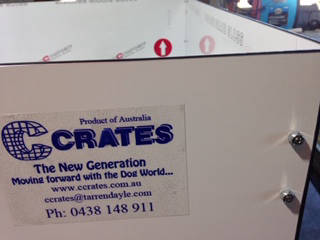 Product of Australia
CCRATES
The New Generation
Moving forward with the Dog World...
www.ccrates.com.au
ccrates@tarrendayle.com
Ph: 0438 148 911